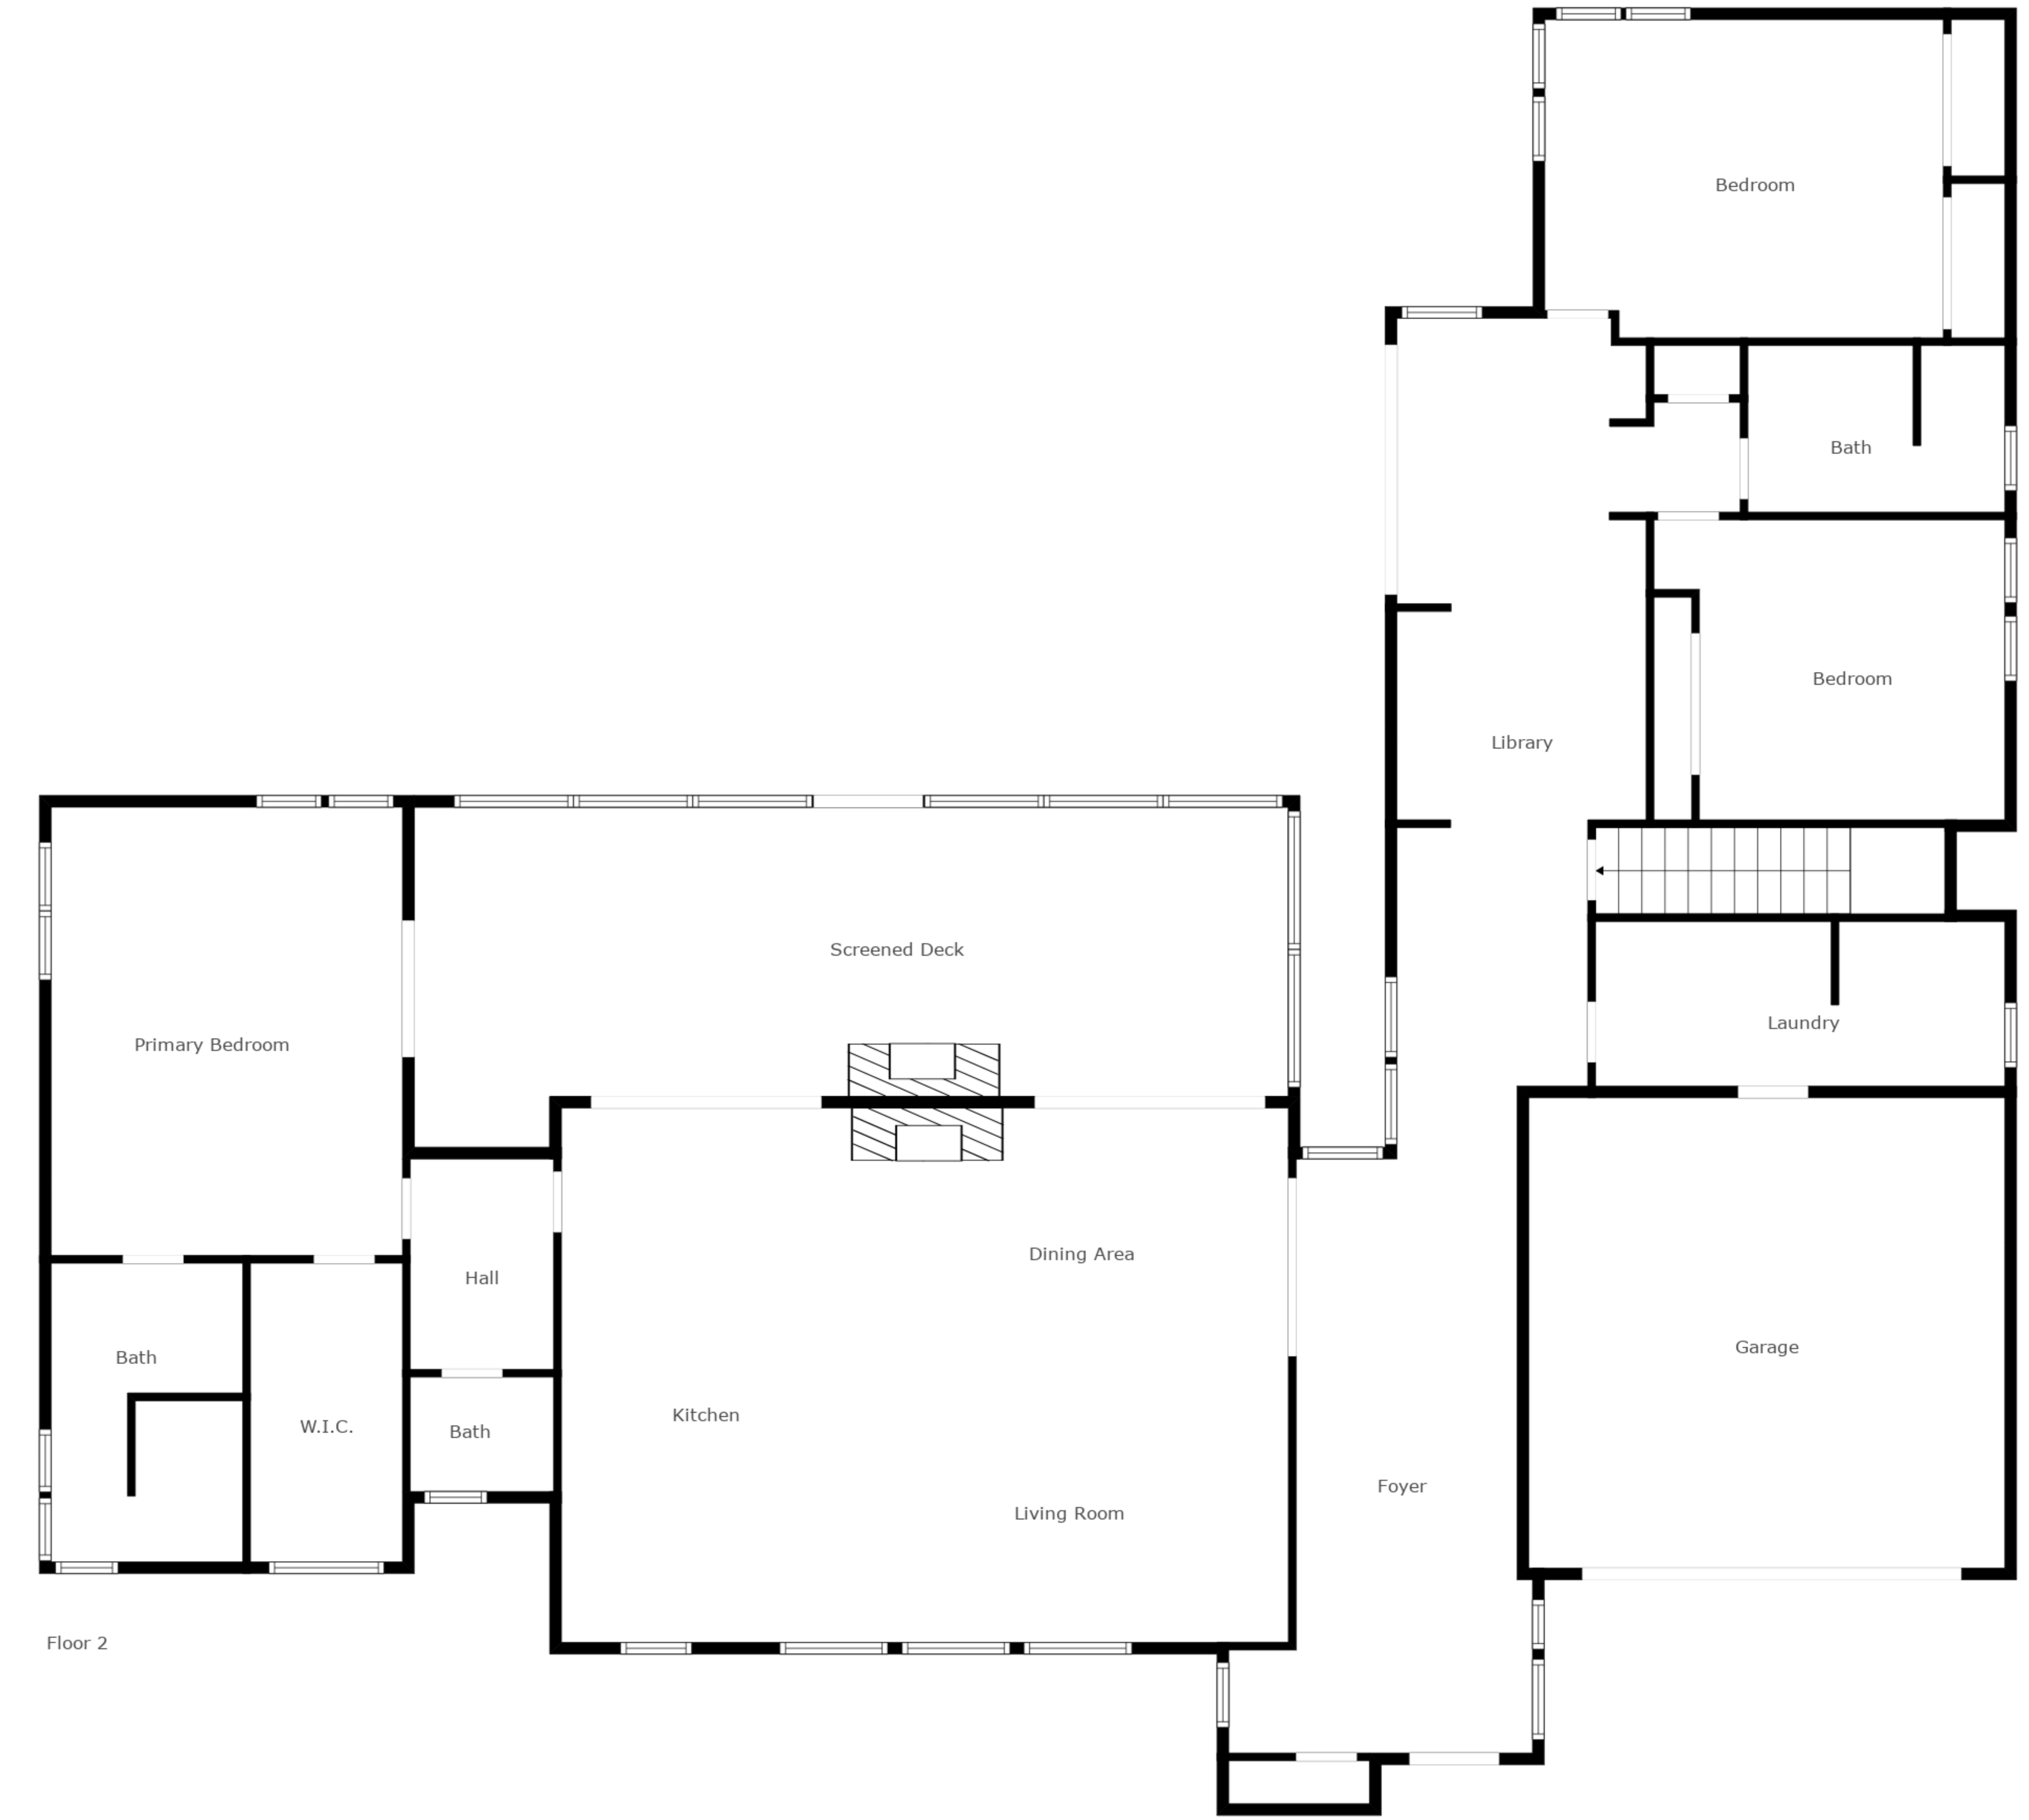 Bedroom
Bath
Bedroom
Library
Screened Deck
Laundry
Primary Bedroom
Dining Area
Hall
Garage
Bath
Kitchen
W.I.C.
Bath
Foyer
Living Room
Floor 2